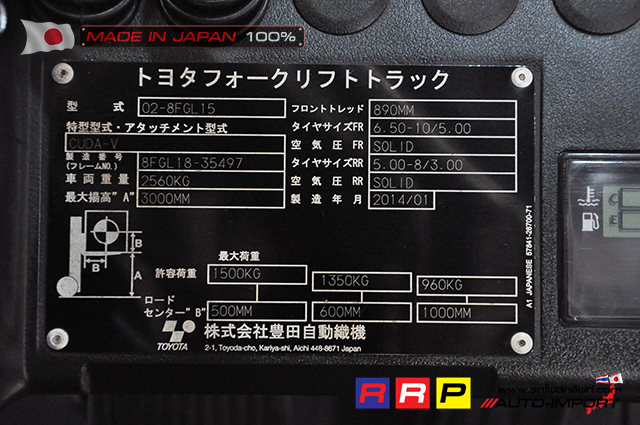 MADE IN JAPAN 100%
トヨタフォークリフトトラック
型式 02-8FGL15 フロントトレッド 890MM
特型型式・アタッチメント型式 タイヤサイズFR 6.50-10/5.00
CUDA-V 空気圧FR SOLID
製造番号(フレームNO.) 8FGL18-35497 タイヤサイズRR 5.00-8/3.00
車両重量 2560KG 空気圧RR SOLID
最大揚高"A" 3000MM 製造年月 2014/01
B
B
A
最大荷重
許容荷重 1500KG 1350KG 960KG
ロードセンター"B" 500MM 600MM 1000MM
TOYOTA 株式会社豊田自動織機
2-1, Toyoda-cho, Kariya-shi, Aichi 448-8671 Japan
A1 JAPANESE 57841-26700-71
C
E
RRP
///AUTO-IMPORT